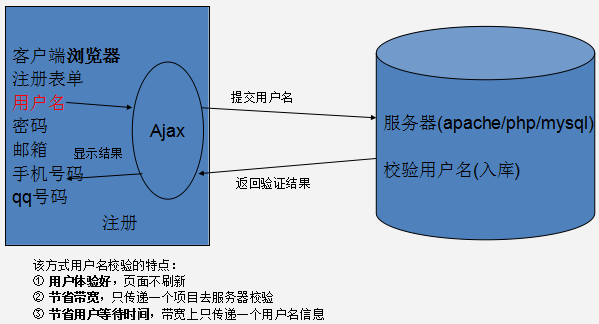 客户端浏览器
注册表单
用户名
密码
邮箱
手机号码
qq号码
注册
Ajax
显示结果
提交用户名
返回验证结果
服务器(apache/php/mysql)
校验用户名(入库)
该方式用户名校验的特点：
① 用户体验好，页面不刷新
② 节省带宽，只传递一个项目去服务器校验
③ 节省用户等待时间，带宽上只传递一个用户名信息